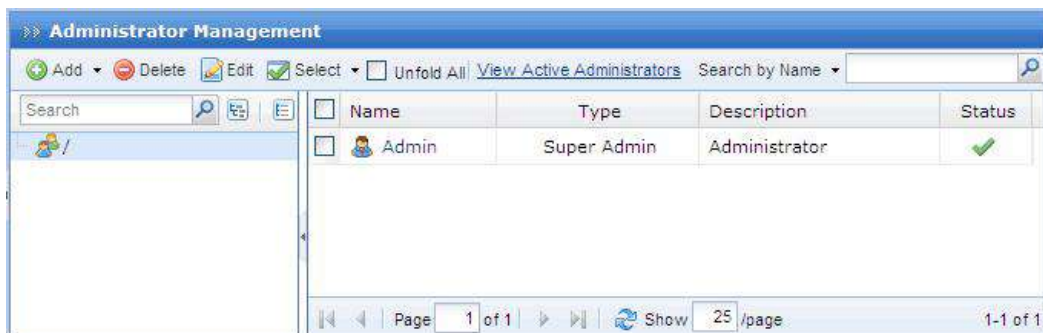 Administrator Management
Add Delete Edit Select Unfold All View Active Administrators Search by Name
Search
Name Type Description Status
/
Admin Super Admin Administrator
Page 1 of 1 Show 25 /page 1-1 of 1